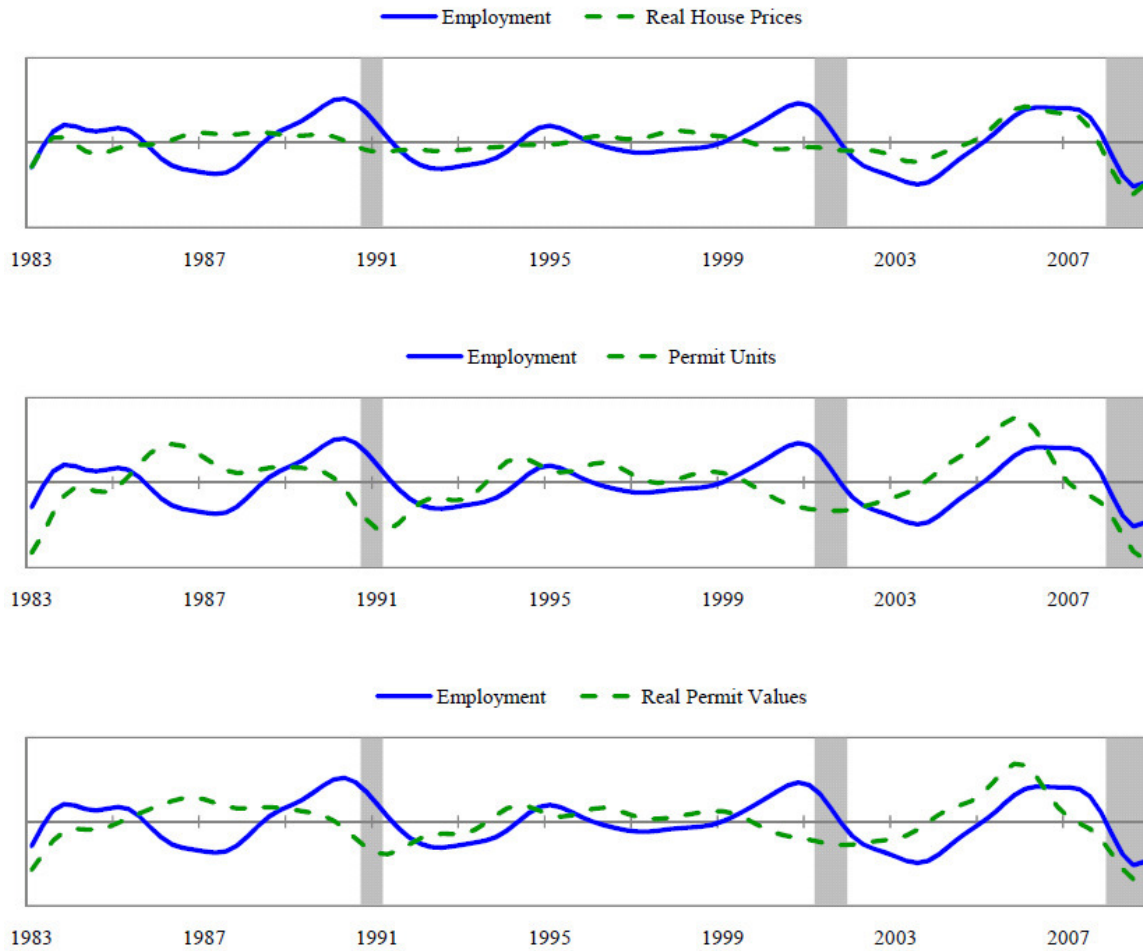 Employment Real House Prices
1983 1987 1991 1995 1999 2003 2007
Employment Permit Units
1983 1987 1991 1995 1999 2003 2007
Employment Real Permit Values
1983 1987 1991 1995 1999 2003 2007